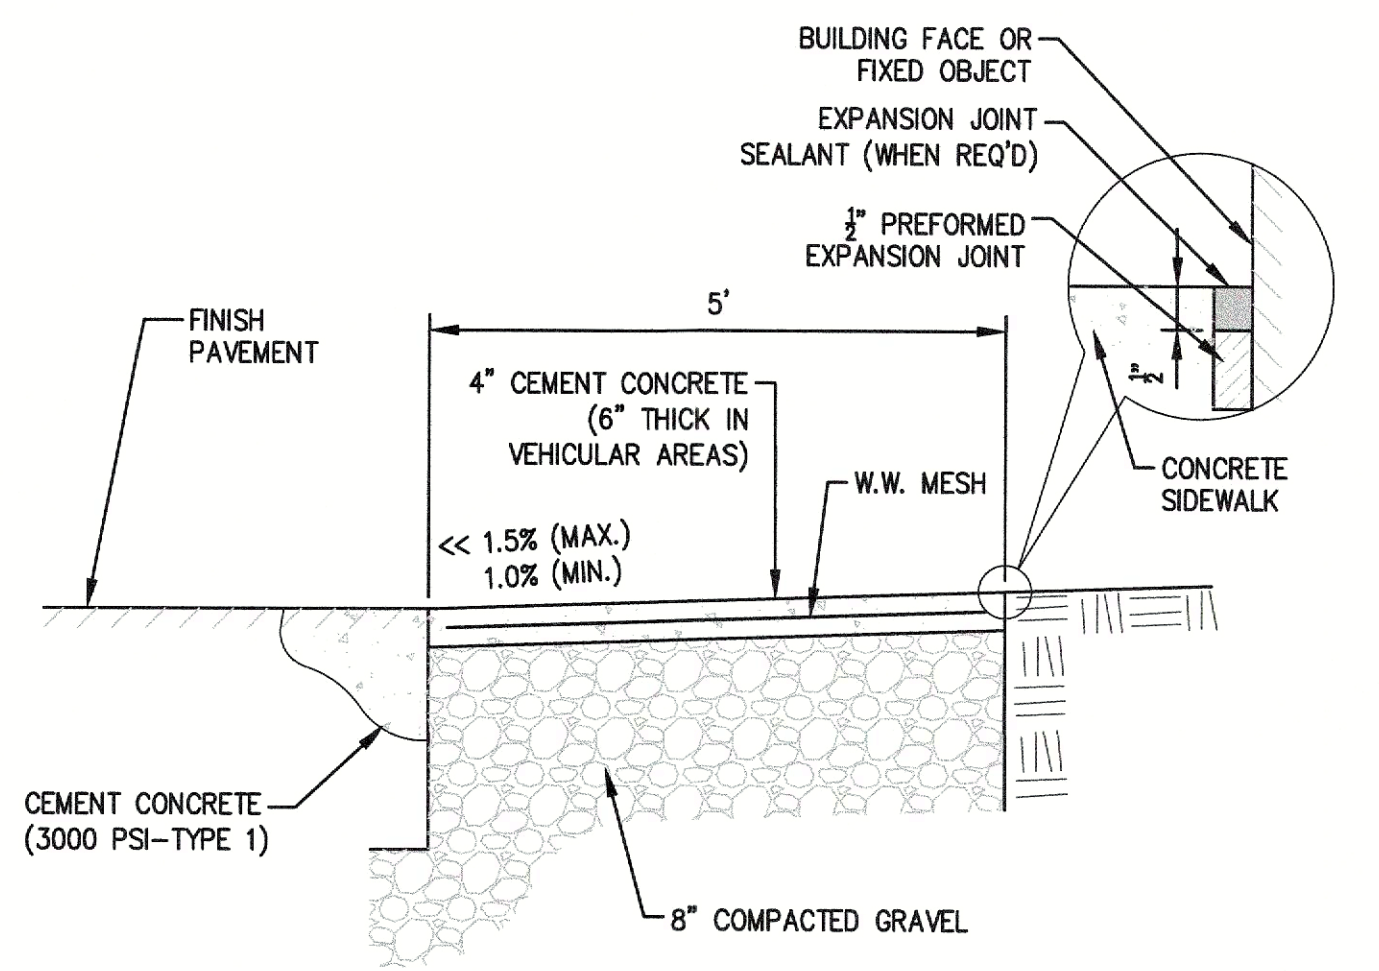 BUILDING FACE OR
FIXED OBJECT
EXPANSION JOINT
SEALANT (WHEN REQ'D)
½" PREFORMED
EXPANSION JOINT
½"
CONCRETE
SIDEWALK
FINISH
PAVEMENT
5'
4" CEMENT CONCRETE
(6" THICK IN
VEHICULAR AREAS)
W.W. MESH
<< 1.5% (MAX.)
1.0% (MIN.)
CEMENT CONCRETE
(3000 PSI-TYPE 1)
8" COMPACTED GRAVEL